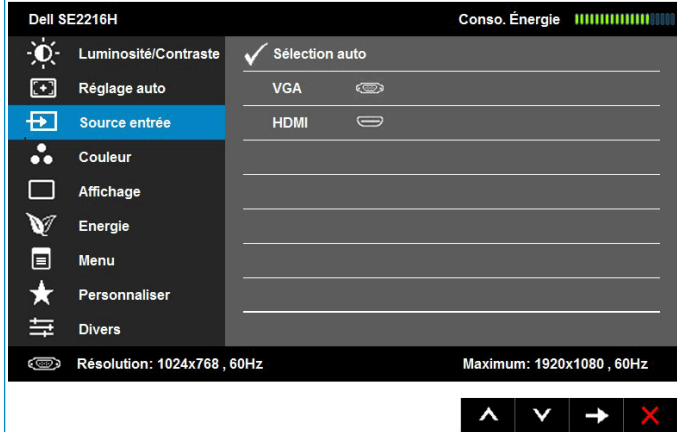 Dell SE2216H Conso. Énergie
Luminosité/Contraste Sélection auto
Réglage auto VGA
Source entrée HDMI
Couleur
Affichage
Energie
Menu
Personnaliser
Divers
Résolution: 1024x768 , 60Hz Maximum: 1920x1080 , 60Hz